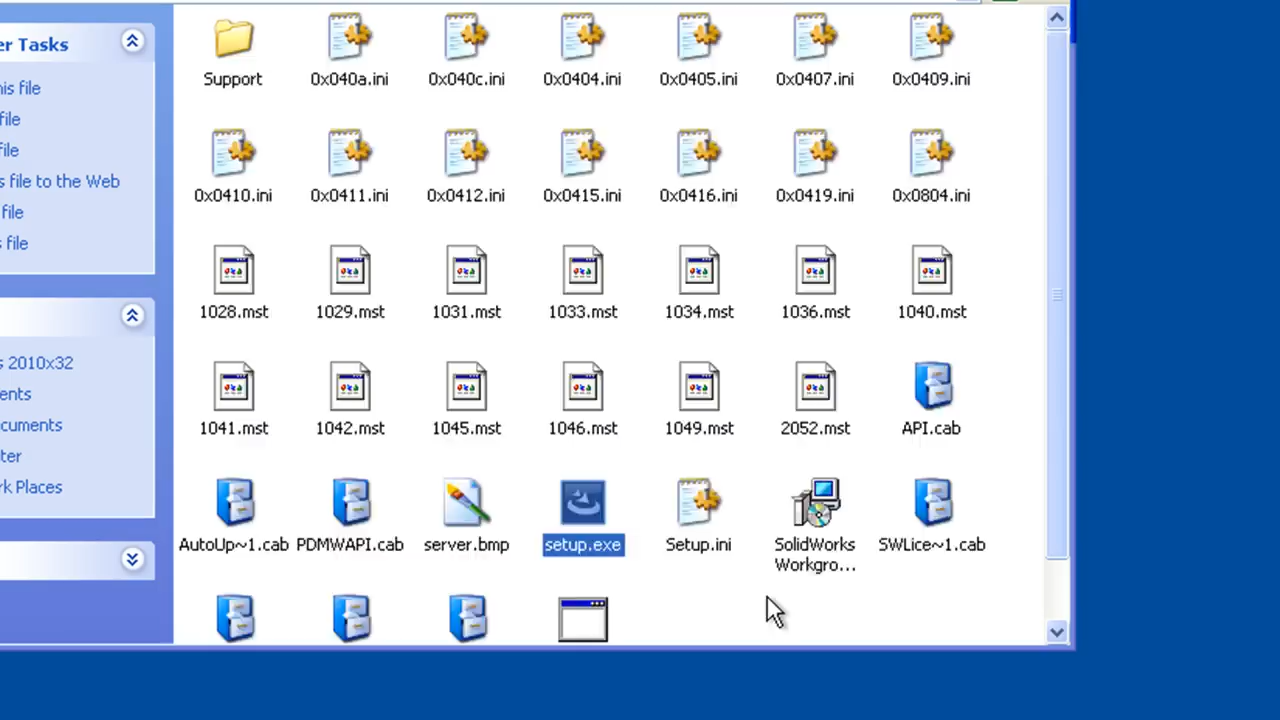 er Tasks
his file
file
file
s file to the Web
file
s file
s 2010x32
ents
cuments
ter
rk Places
Support
0x040a.ini
0x040c.ini
0x0404.ini
0x0405.ini
0x0407.ini
0x0409.ini
0x0410.ini
0x0411.ini
0x0412.ini
0x0415.ini
0x0416.ini
0x0419.ini
0x0804.ini
1028.mst
1029.mst
1031.mst
1033.mst
1034.mst
1036.mst
1040.mst
1041.mst
1042.mst
1045.mst
1046.mst
1049.mst
2052.mst
API.cab
AutoUp~1.cab
PDMWAPI.cab
server.bmp
setup.exe
Setup.ini
SolidWorks
Workgro...
SWLice~1.cab